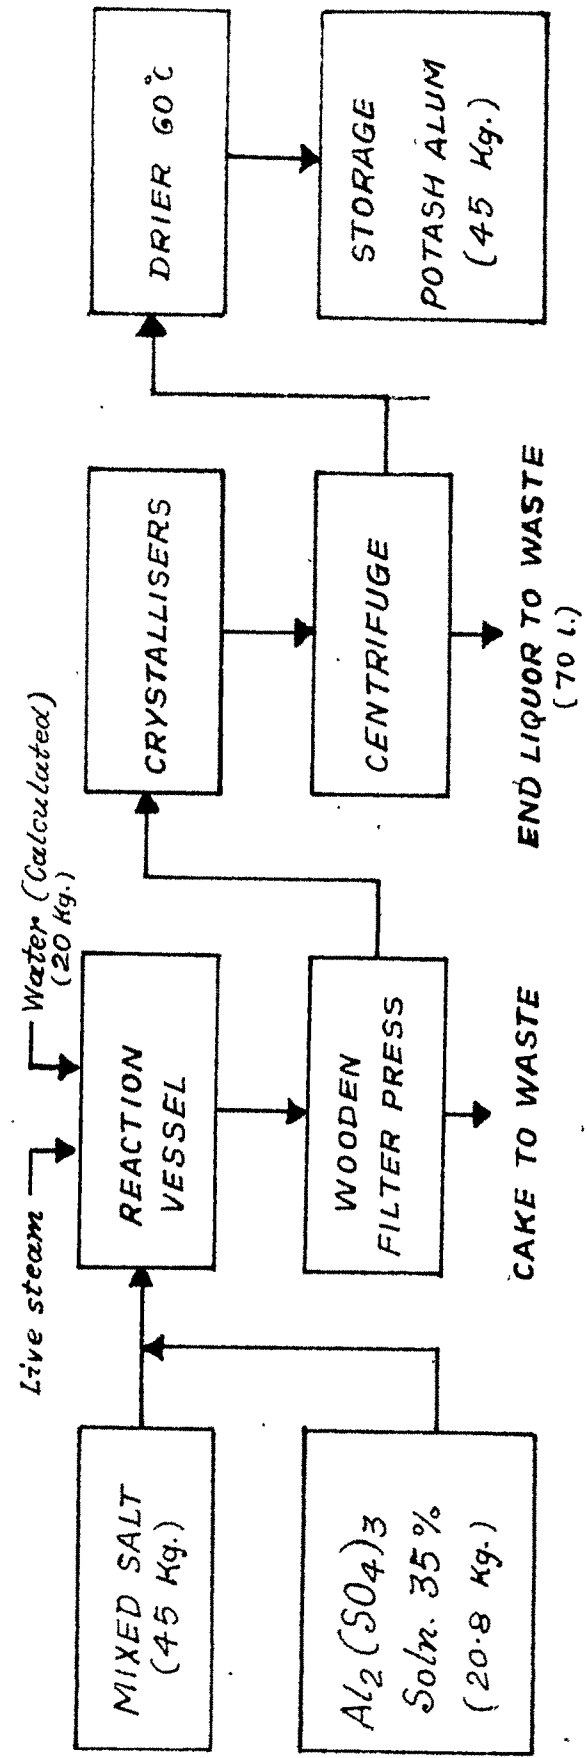 MIXED SALT
(45 Kg.)
Al2(SO4)3
Soln. 35%
(20.8 Kg.)
Live steam
Water (Calculated)
(20 Kg.)
REACTION
VESSEL
WOODEN
FILTER PRESS
CAKE TO WASTE
CRYSTALLISERS
CENTRIFUGE
END LIQUOR TO WASTE
(70 l.)
DRIER 60°C
STORAGE
POTASH ALUM
(45 Kg.)